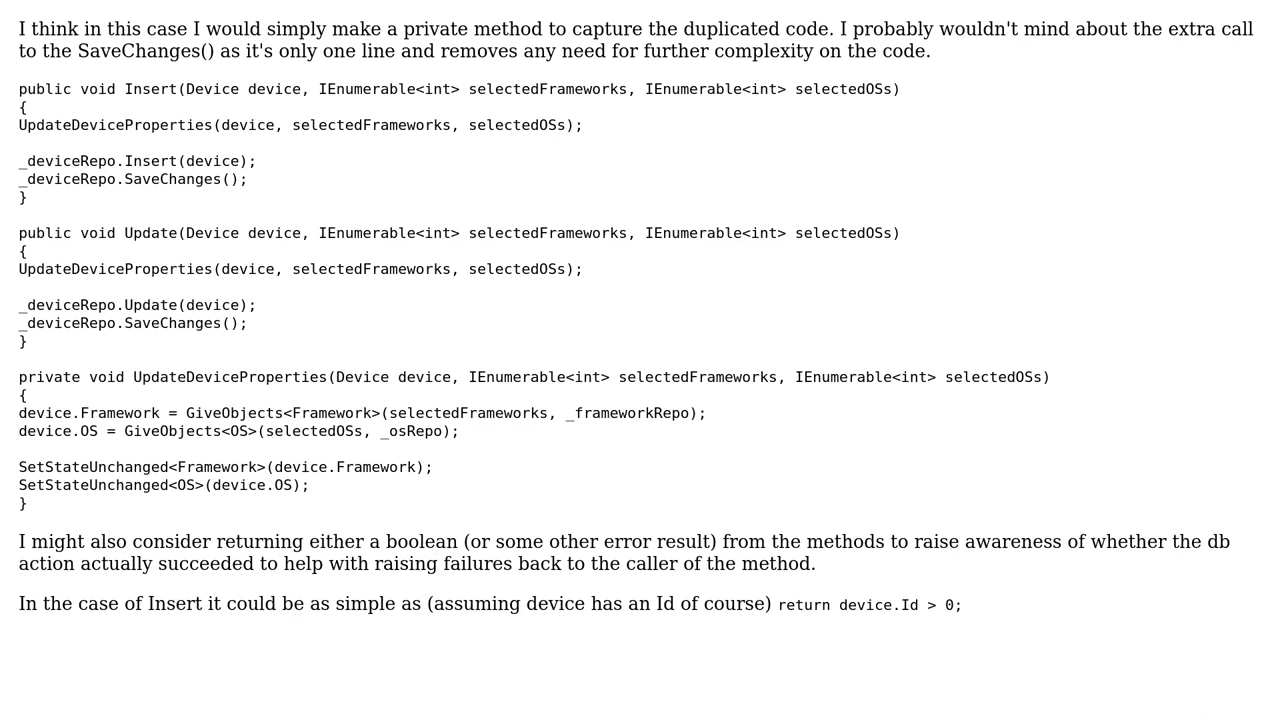 I think in this case I would simply make a private method to capture the duplicated code. I probably wouldn't mind about the extra call
to the SaveChanges() as it's only one line and removes any need for further complexity on the code.
public void Insert(Device device, IEnumerable<int> selectedFrameworks, IEnumerable<int> selectedOSs)
{
UpdateDeviceProperties(device, selectedFrameworks, selectedOSs);
_deviceRepo.Insert(device);
_deviceRepo.SaveChanges();
}
public void Update(Device device, IEnumerable<int> selectedFrameworks, IEnumerable<int> selectedOSs)
{
UpdateDeviceProperties(device, selectedFrameworks, selectedOSs);
_deviceRepo.Update(device);
_deviceRepo.SaveChanges();
}
private void UpdateDeviceProperties(Device device, IEnumerable<int> selectedFrameworks, IEnumerable<int> selectedOSs)
{
device.Framework = GiveObjects<Framework>(selectedFrameworks, _frameworkRepo);
device.OS = GiveObjects<OS>(selectedOSs, _osRepo);
SetStateUnchanged<Framework>(device.Framework);
SetStateUnchanged<OS>(device.OS);
}
I might also consider returning either a boolean (or some other error result) from the methods to raise awareness of whether the db
action actually succeeded to help with raising failures back to the caller of the method.
In the case of Insert it could be as simple as (assuming device has an Id of course) return device.Id > 0;